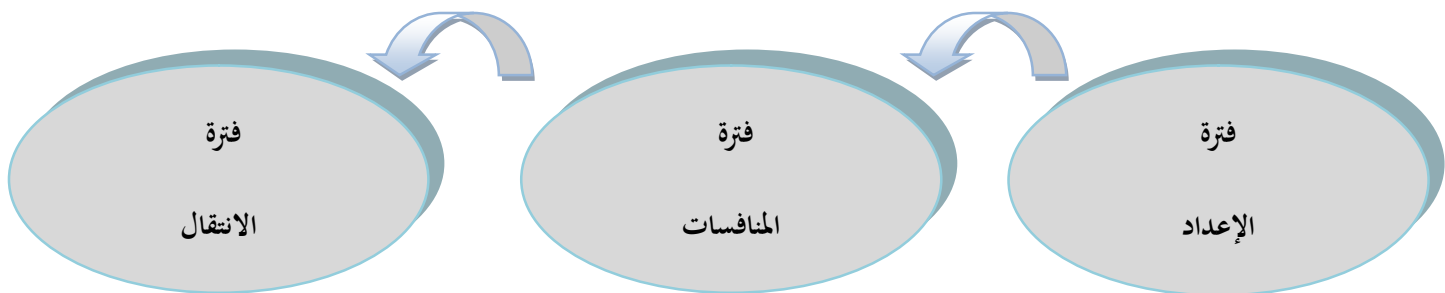 فترة
الإعداد
فترة
المنافسات
فترة
الانتقال